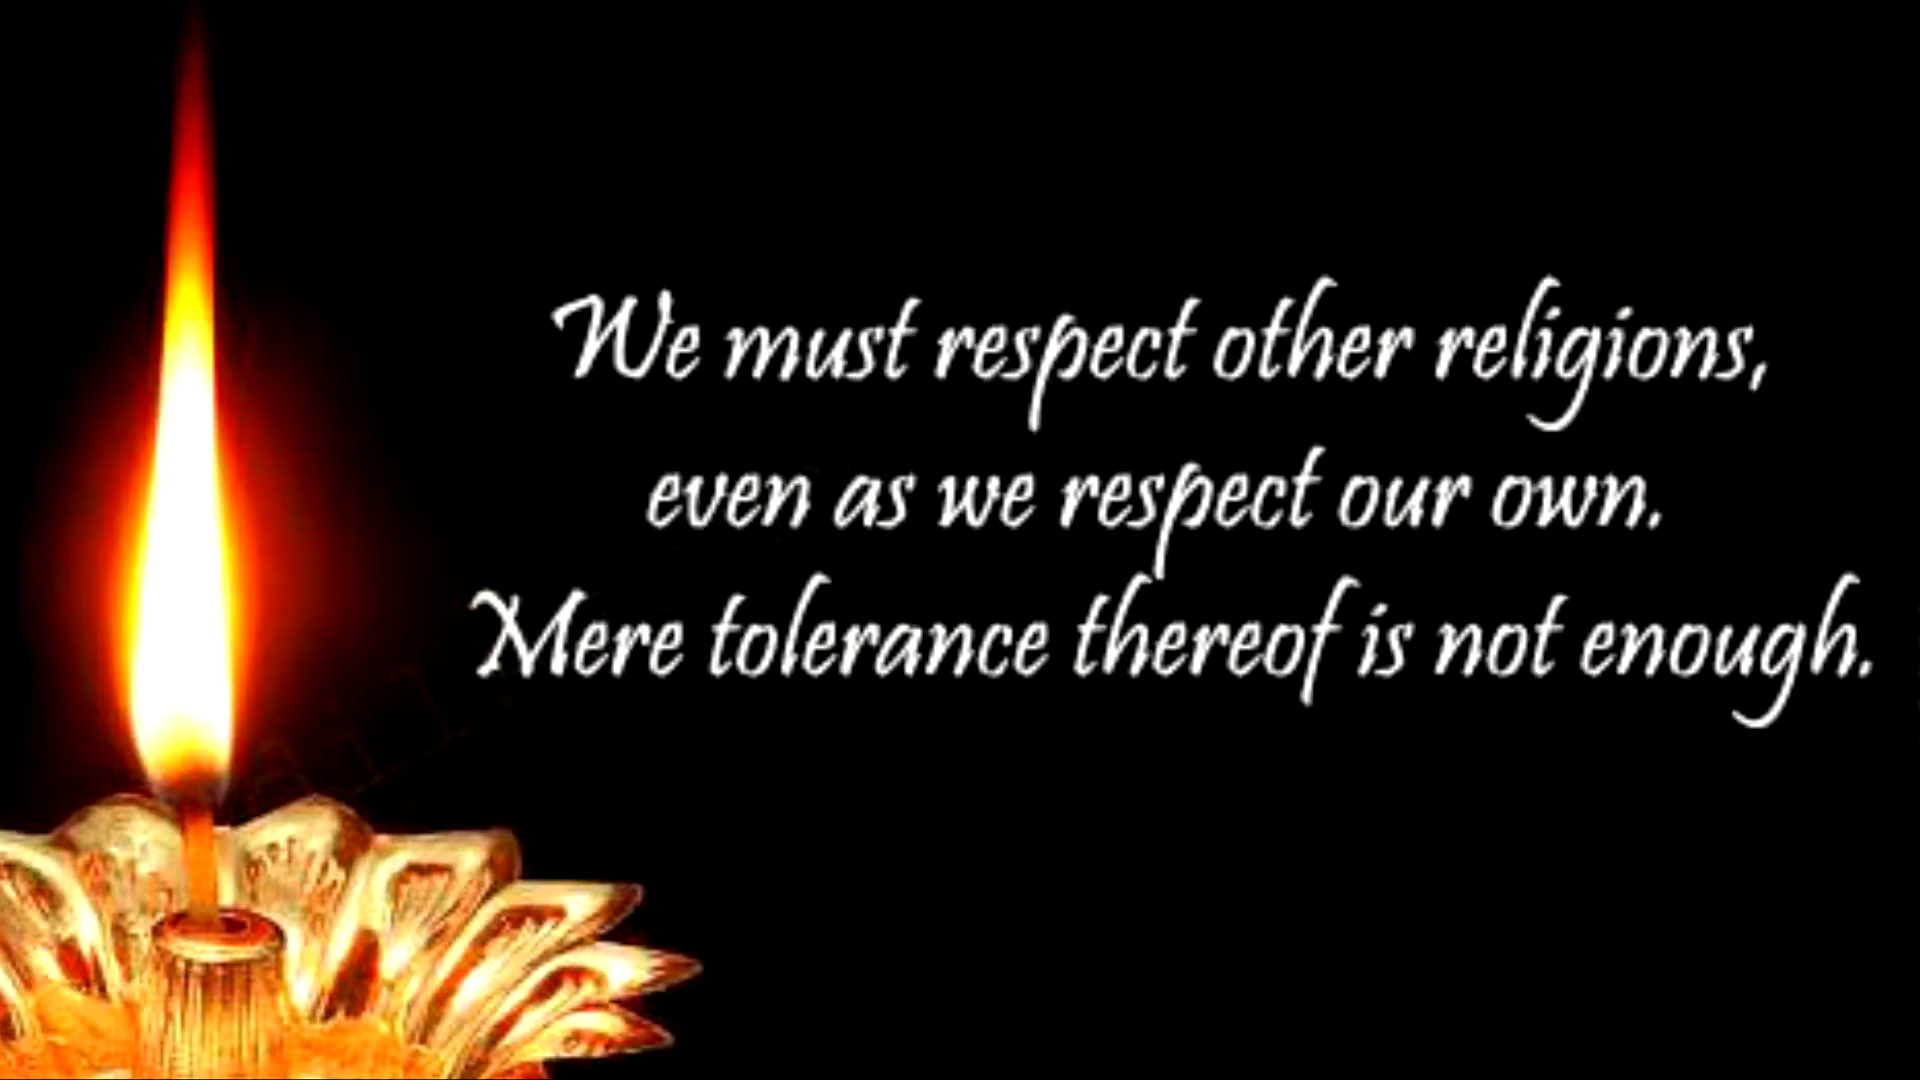 We must respect other religions,
even as we respect our own.
Mere tolerance thereof is not enough.